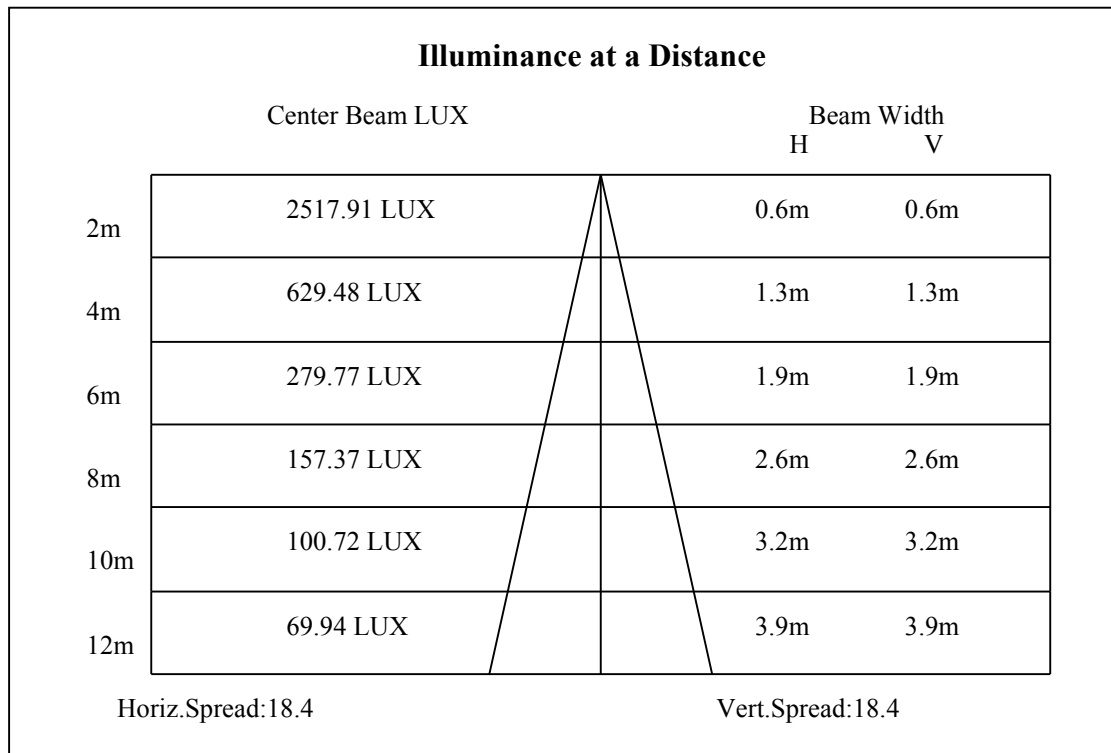 Illuminance at a Distance
Center Beam LUX Beam Width
H V
2m 2517.91 LUX 0.6m 0.6m
4m 629.48 LUX 1.3m 1.3m
6m 279.77 LUX 1.9m 1.9m
8m 157.37 LUX 2.6m 2.6m
10m 100.72 LUX 3.2m 3.2m
12m 69.94 LUX 3.9m 3.9m
Horiz.Spread:18.4 Vert.Spread:18.4